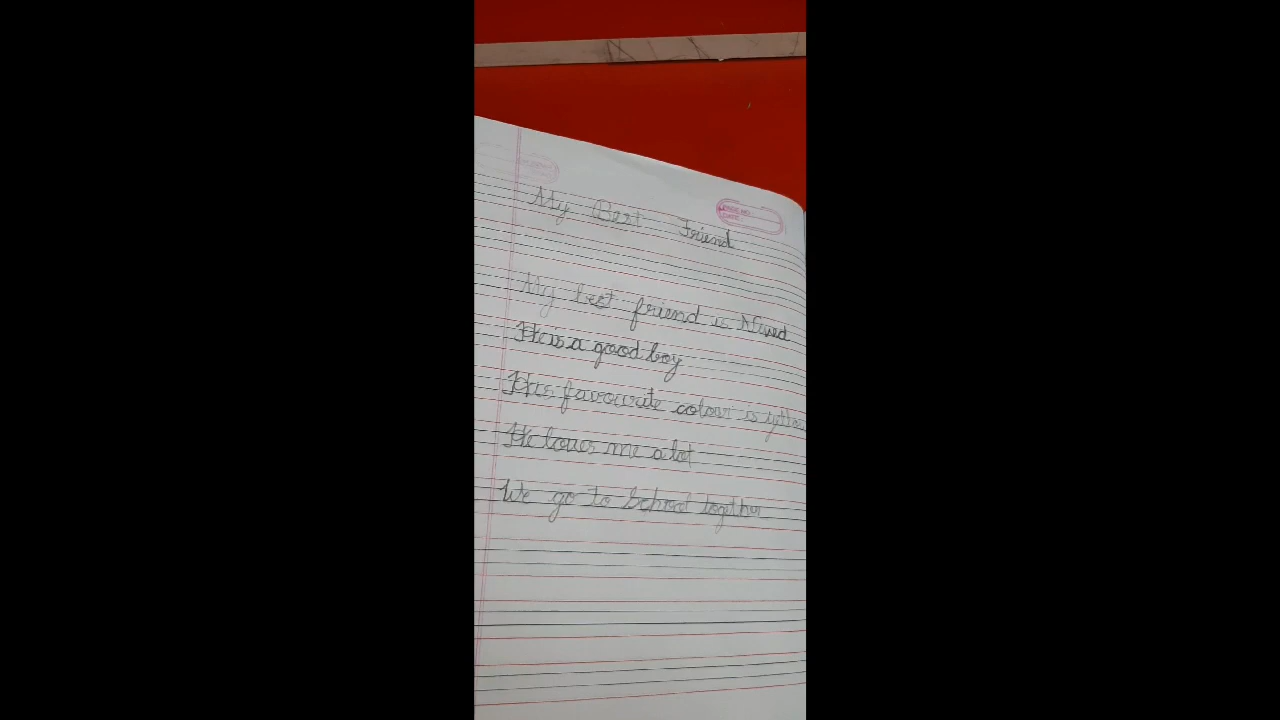 My Best Friend
My best friend is
He is a good boy
His favourite colour is
He loves me a lot
We go to School together